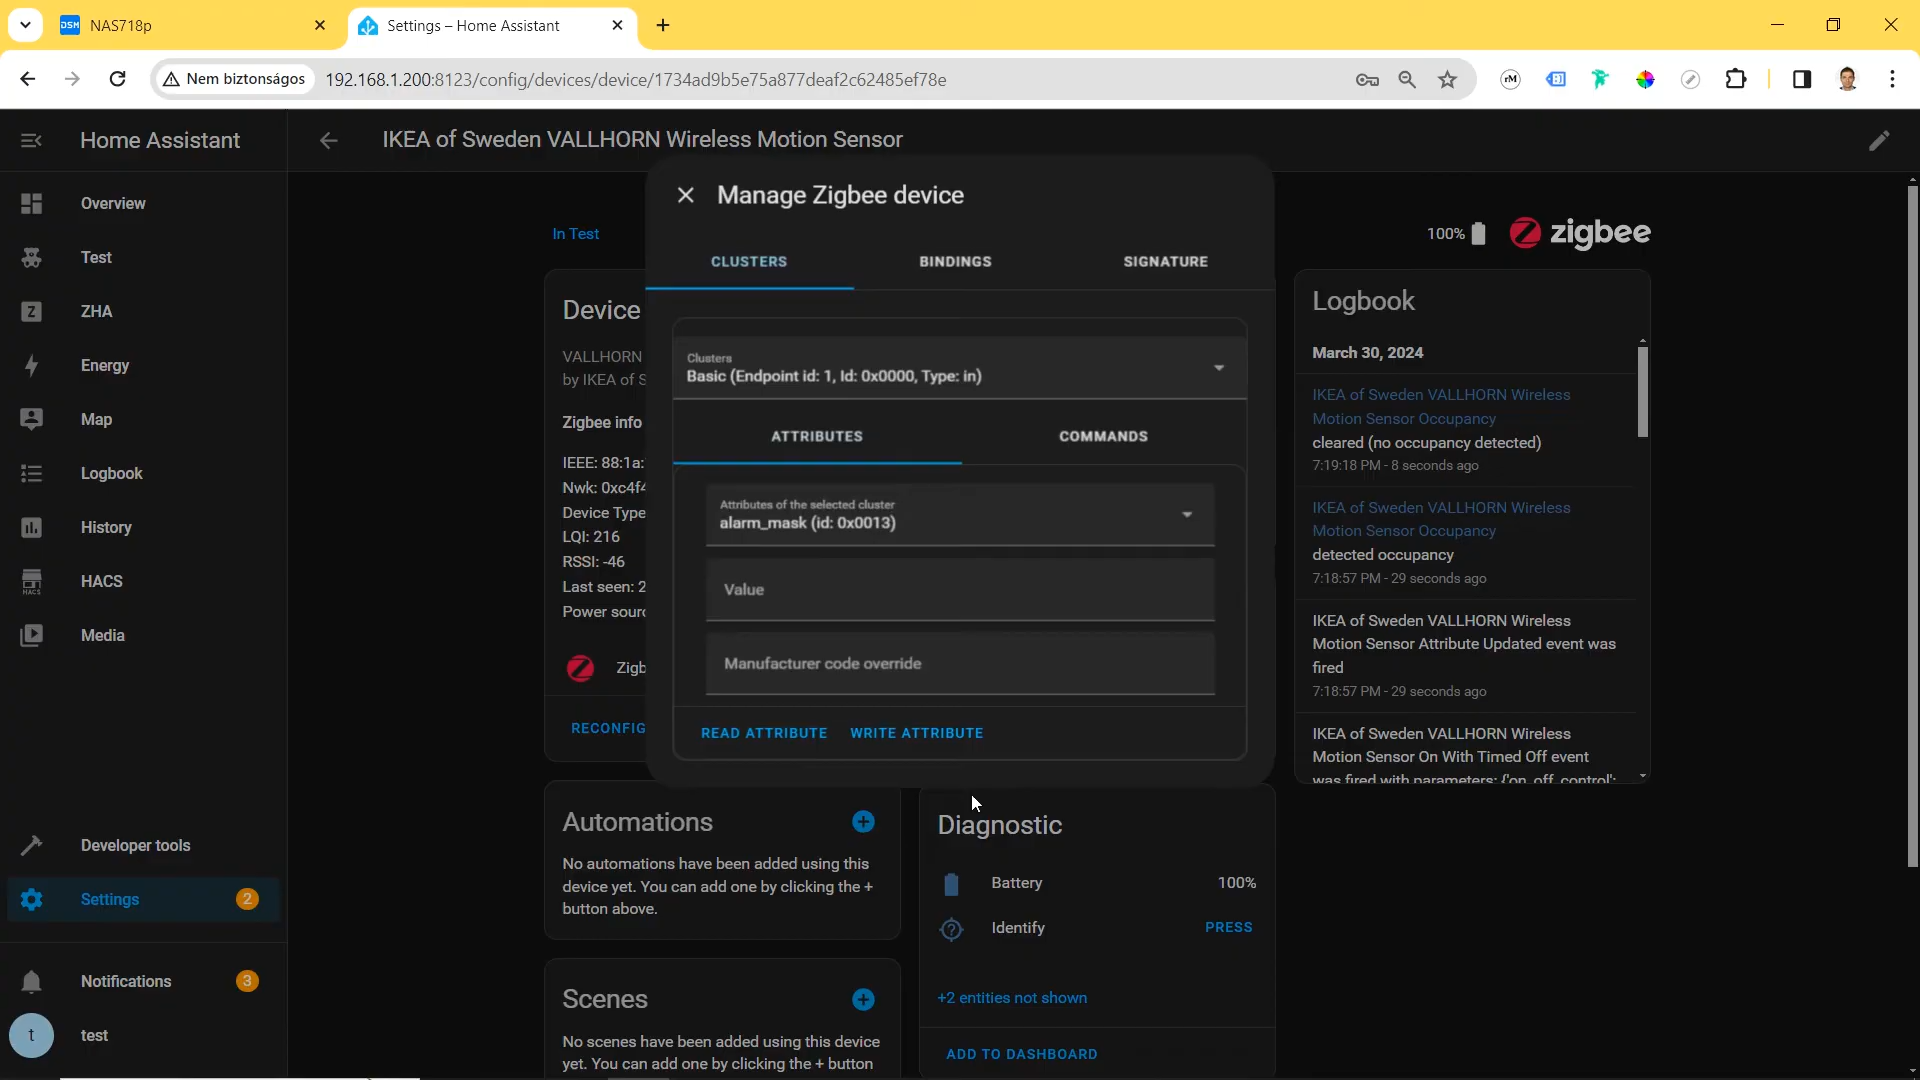 NAS718p
Settings – Home Assistant
Nem biztonságos
192.168.1.200:8123/config/devices/device/1734ad9b5e75a877deaf2c62485ef78e
Home Assistant
IKEA of Sweden VALLHORN Wireless Motion Sensor
Overview
Test
ZHA
Energy
Map
Logbook
History
HACS
Media
Developer tools
Settings
2
Notifications
3
t
test
In Test
100%
zigbee
Device
VALLHORN
by IKEA of S
Zigbee info
IEEE: 88:1a:
Nwk: 0xc4f4
Device Type
LQI: 216
RSSI: -46
Last seen: 2
Power sour
Zigb
RECONFIG
Manage Zigbee device
CLUSTERS
BINDINGS
SIGNATURE
Clusters
Basic (Endpoint id: 1, Id: 0x0000, Type: in)
ATTRIBUTES
COMMANDS
Attributes of the selected cluster
alarm_mask (id: 0x0013)
Value
Manufacturer code override
READ ATTRIBUTE
WRITE ATTRIBUTE
Automations
No automations have been added using this
device yet. You can add one by clicking the +
button above.
Scenes
No scenes have been added using this device
yet. You can add one by clicking the + button
Diagnostic
Battery
100%
Identify
PRESS
+2 entities not shown
ADD TO DASHBOARD
Logbook
March 30, 2024
IKEA of Sweden VALLHORN Wireless
Motion Sensor Occupancy
cleared (no occupancy detected)
7:19:18 PM - 8 seconds ago
IKEA of Sweden VALLHORN Wireless
Motion Sensor Occupancy
detected occupancy
7:18:57 PM - 29 seconds ago
IKEA of Sweden VALLHORN Wireless
Motion Sensor Attribute Updated event was
fired
7:18:57 PM - 29 seconds ago
IKEA of Sweden VALLHORN Wireless
Motion Sensor On With Timed Off event
was fired with parameters: {'on_off_control':